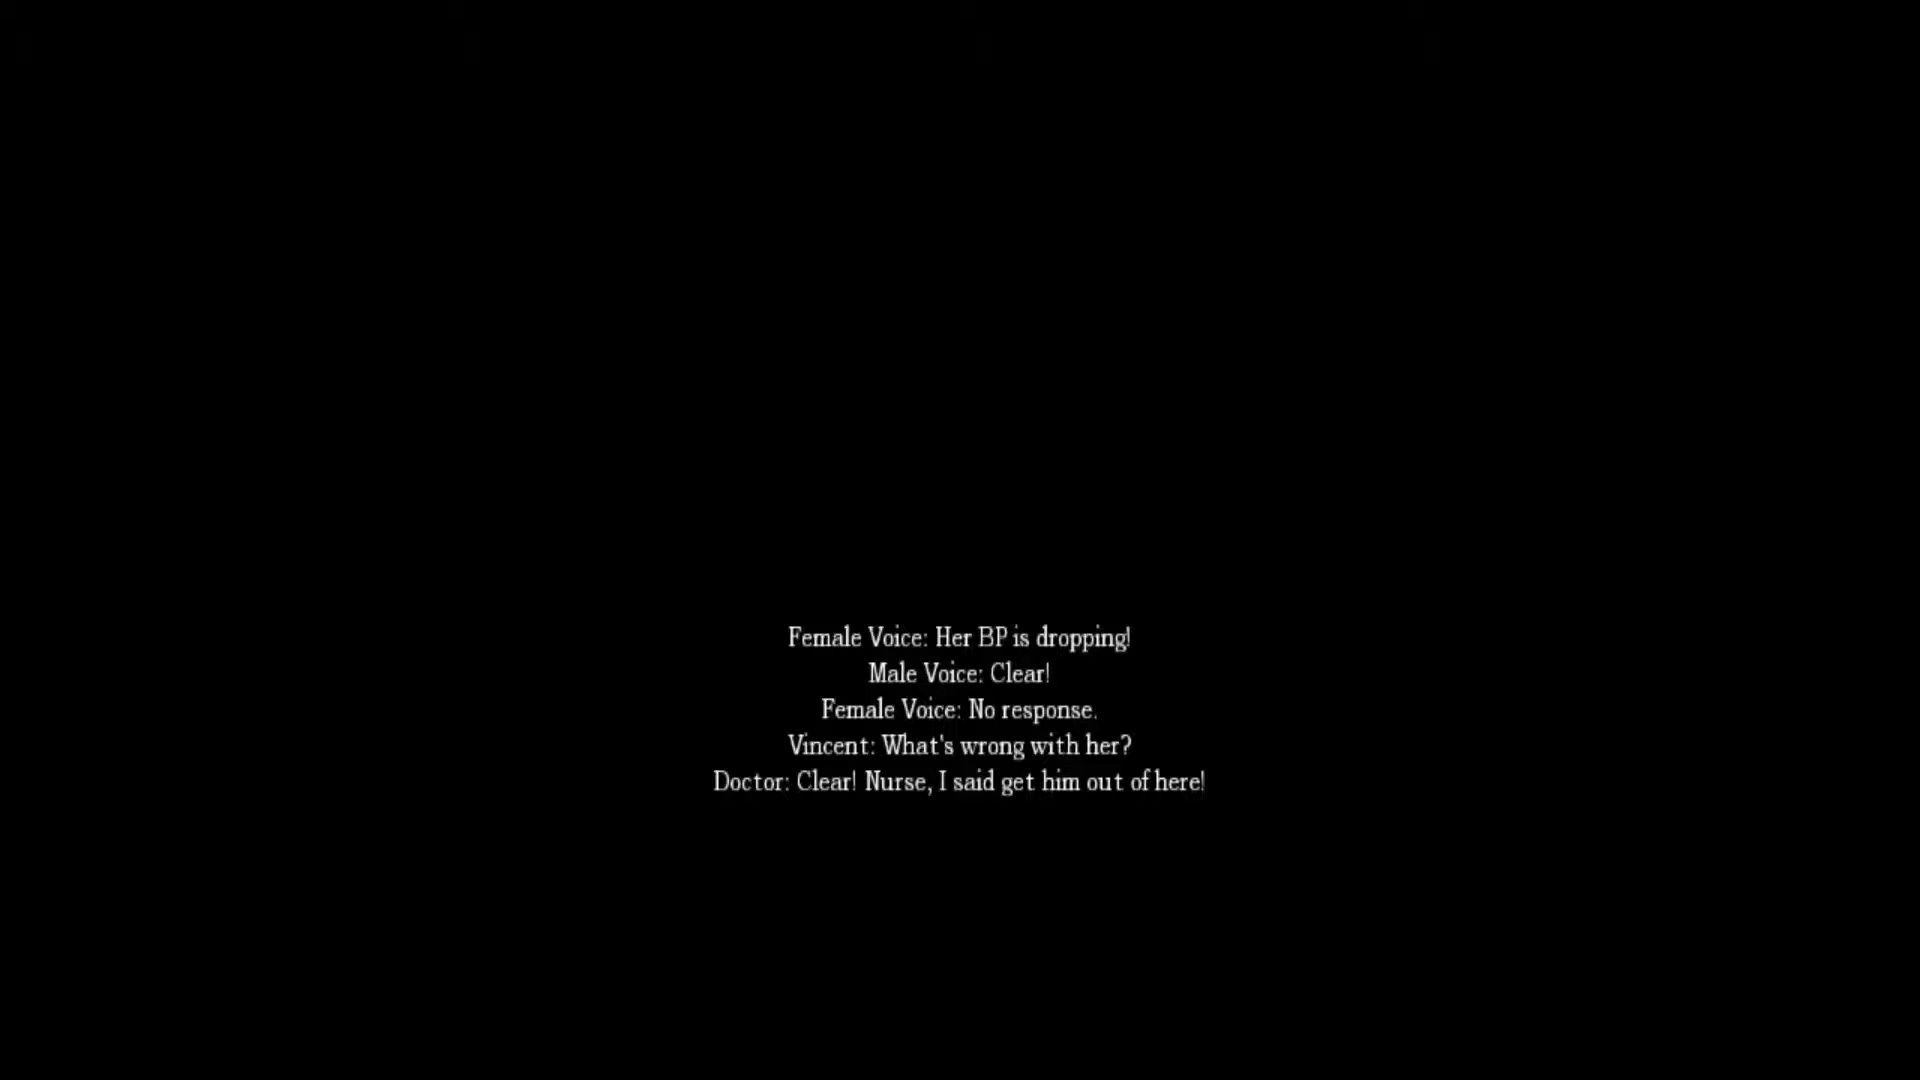 Female Voice: Her BP is dropping!
Male Voice: Clear!
Female Voice: No response.
Vincent: What's wrong with her?
Doctor: Clear! Nurse, I said get him out of here!